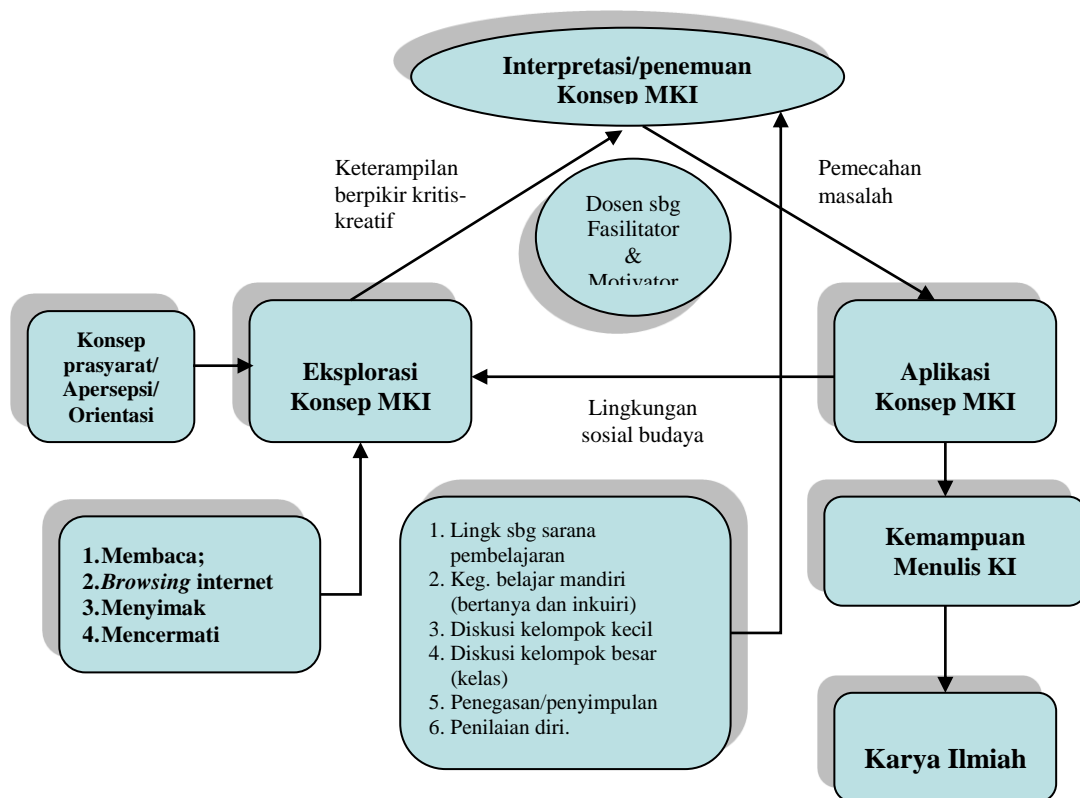 Interpretasi/penemuan
Konsep MKI
Keterampilan
berpikir kritis-
kreatif
Pemecahan
masalah
Dosen sbg
Fasilitator
&
Motivator
Konsep
prasyarat/
Apersepsi/
Orientasi
Eksplorasi
Konsep MKI
Aplikasi
Konsep MKI
Lingkungan
sosial budaya
1.Membaca;
2.Browsing internet
3.Menyimak
4.Mencermati
1. Lingk sbg sarana
pembelajaran
2. Keg. belajar mandiri
(bertanya dan inkuiri)
3. Diskusi kelompok kecil
4. Diskusi kelompok besar
(kelas)
5. Penegasan/penyimpulan
6. Penilaian diri.
Kemampuan
Menulis KI
Karya Ilmiah